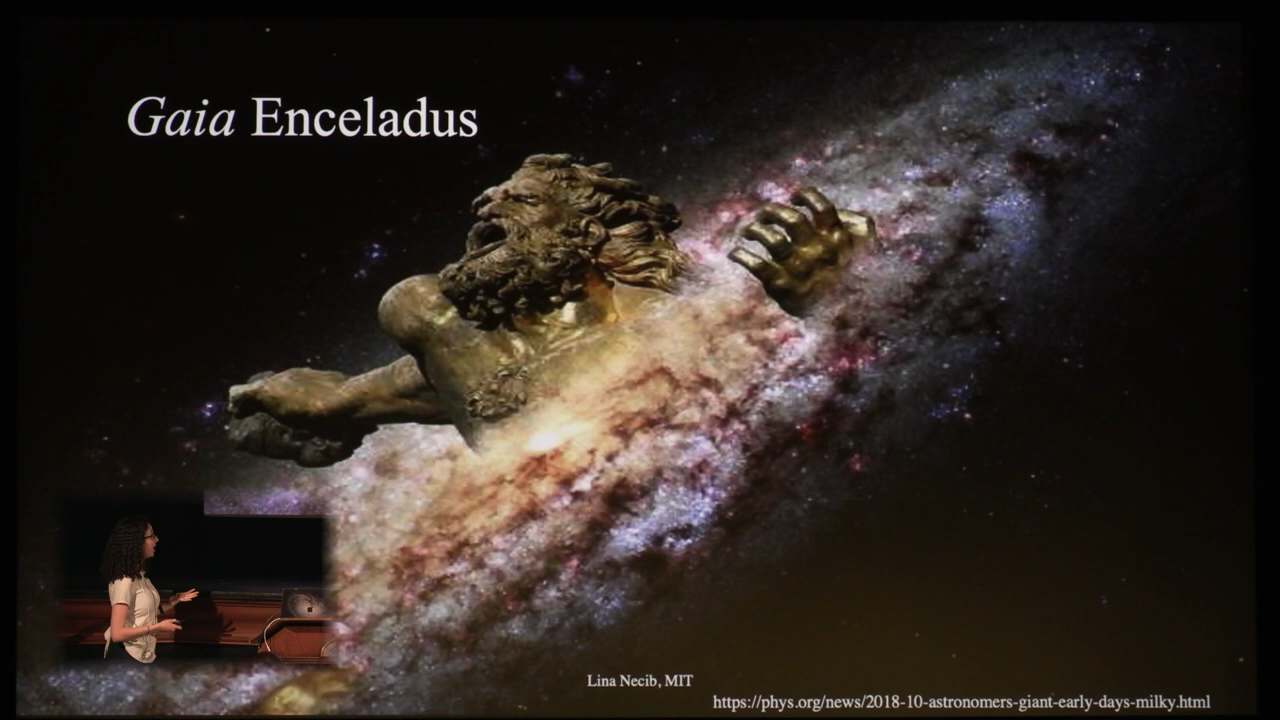 Gaia Enceladus
Lina Necib, MIT
https://phys.org/news/2018-10-astronomers-giant-early-days-milky.html